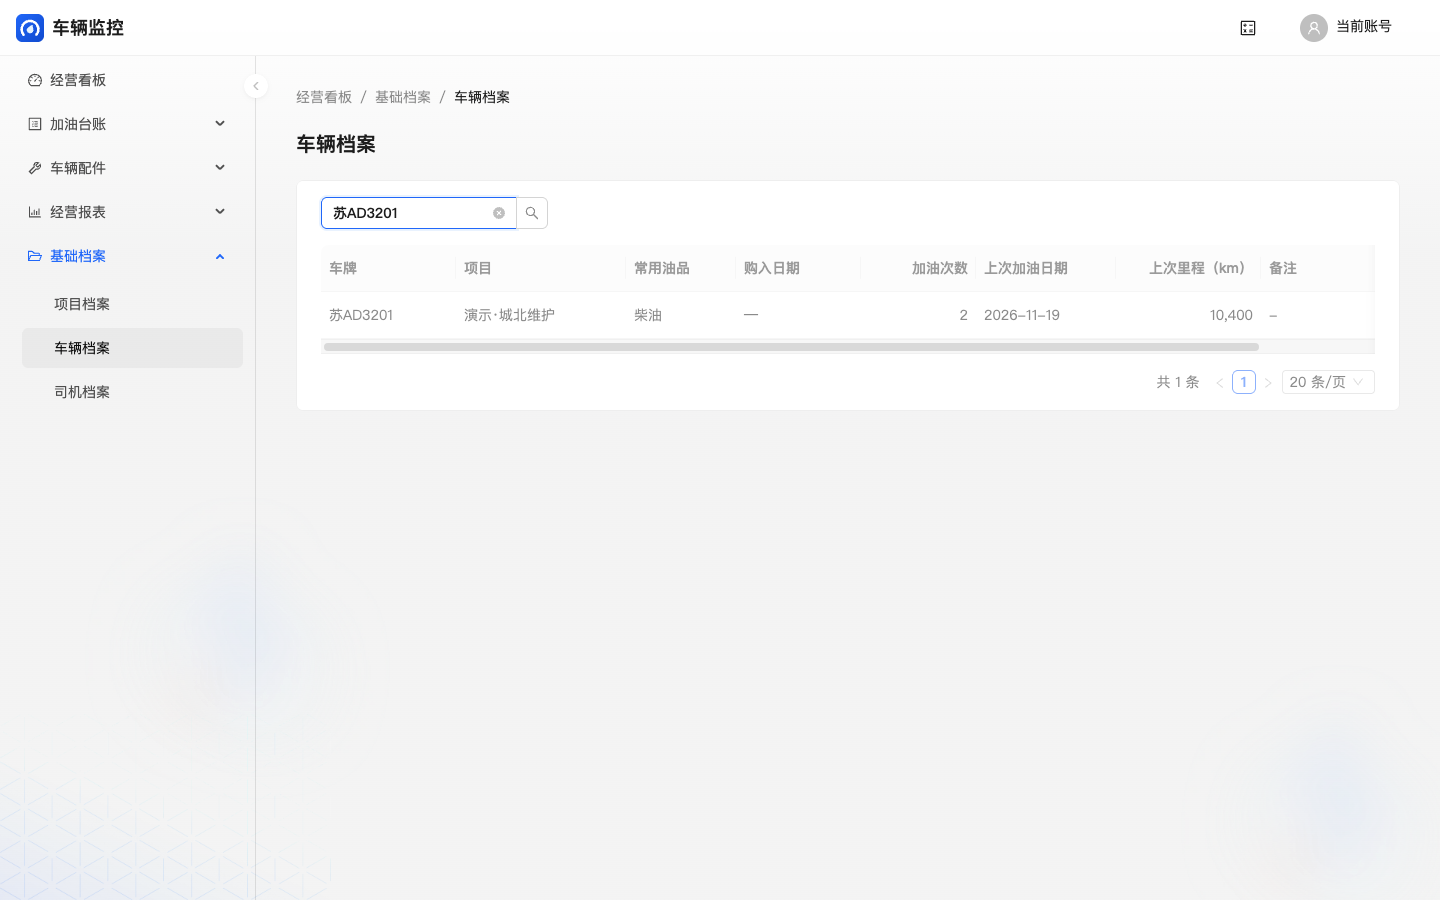 车辆监控
当前账号
经营看板
加油台账
车辆配件
经营报表
基础档案
项目档案
车辆档案
司机档案
经营看板 / 基础档案 / 车辆档案
车辆档案
苏AD3201
车牌 项目 常用油品 购入日期 加油次数 上次加油日期 上次里程（km） 备注
苏AD3201 演示·城北维护 柴油 — 2 2026-11-19 10,400 -
共 1 条 1 20 条/页